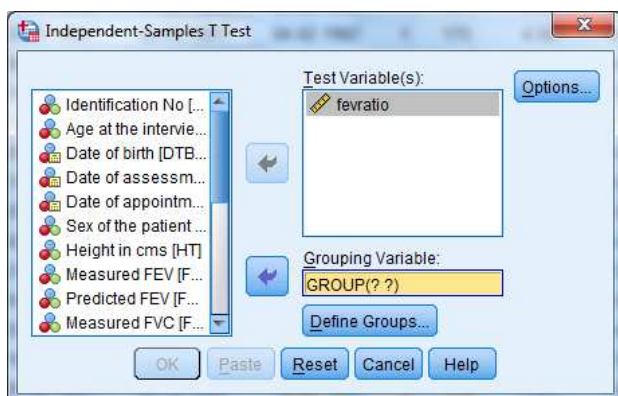 Independent-Samples T Test
Identification No [...
Age at the intervie...
Date of birth [DTB...
Date of assessm...
Date of appointm...
Sex of the patient ...
Height in cms [HT]
Measured FEV [F...
Predicted FEV [F...
Measured FVC [F...
Test Variable(s):
fevratio
Options...
Grouping Variable:
GROUP(? ?)
Define Groups...
OK Paste Reset Cancel Help